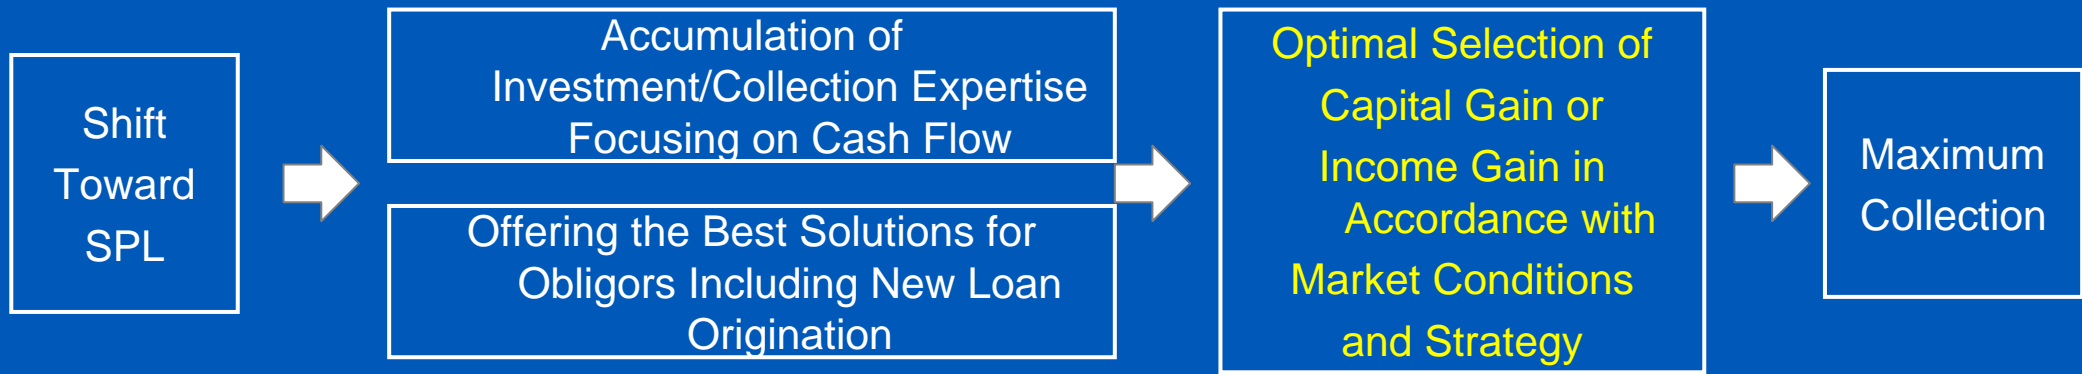 Shift
Toward
SPL
Accumulation of
Investment/Collection Expertise
Focusing on Cash Flow
Offering the Best Solutions for
Obligors Including New Loan
Origination
Optimal Selection of
Capital Gain or
Income Gain in
Accordance with
Market Conditions
and Strategy
Maximum
Collection